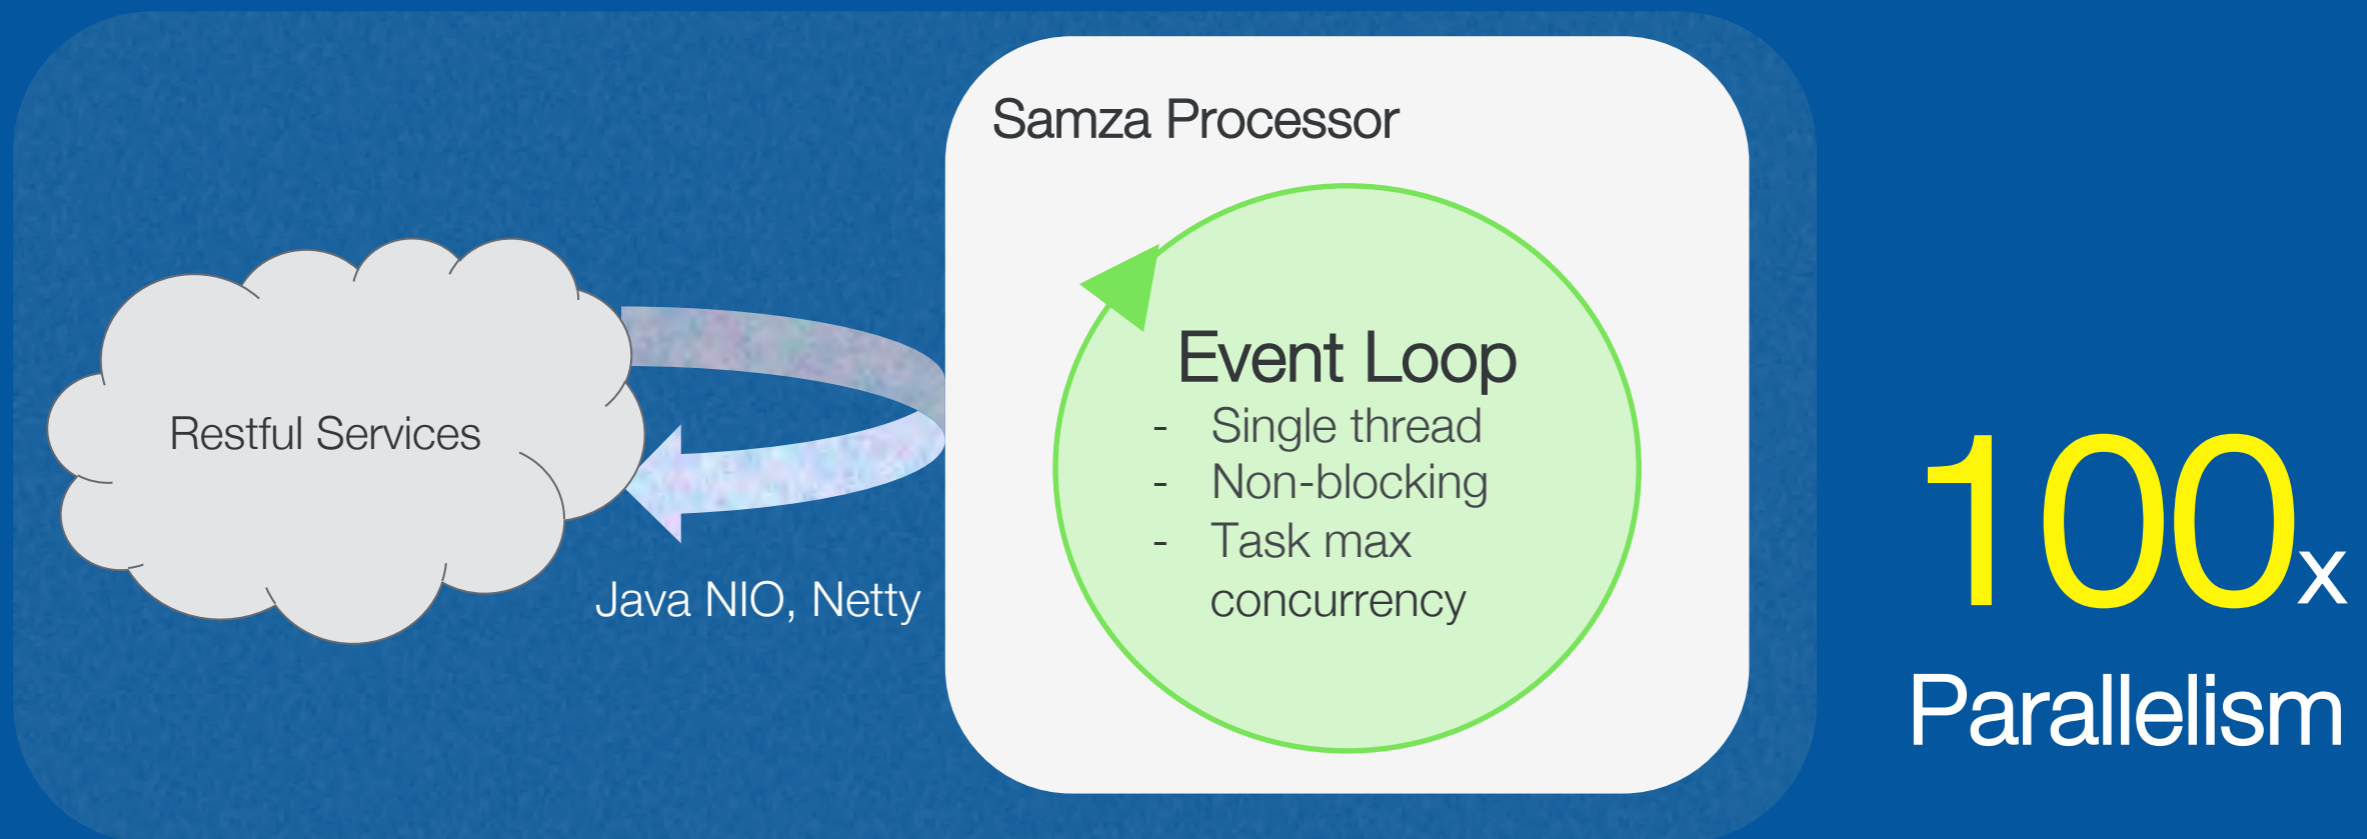 Samza Processor
Restful Services
Java NIO, Netty
Event Loop
- Single thread
- Non-blocking
- Task max
concurrency
100x
Parallelism